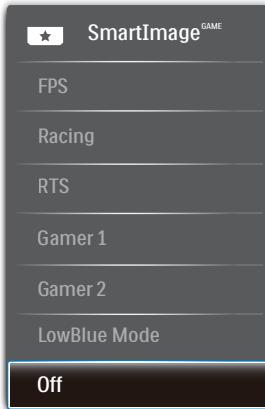 SmartImage GAME
FPS
Racing
RTS
Gamer 1
Gamer 2
LowBlue Mode
Off